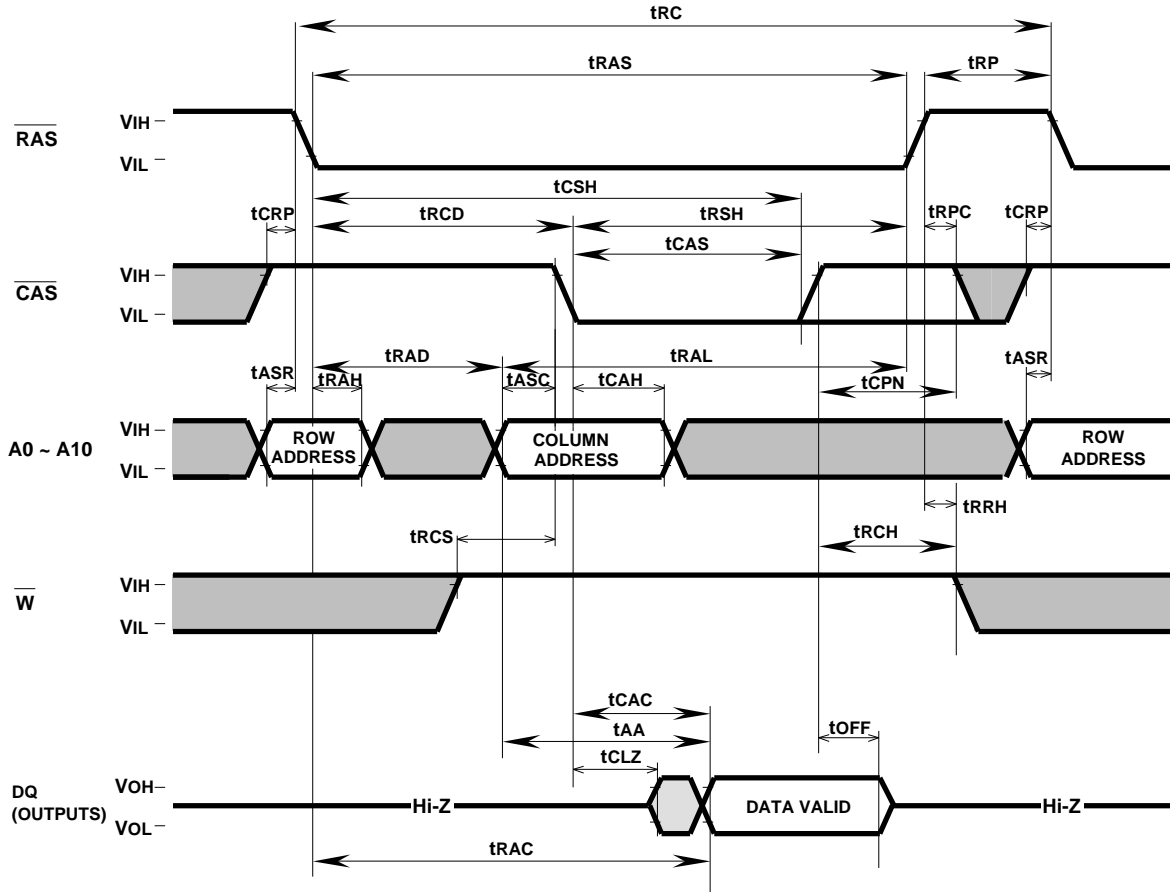 tRC
tRAS tRP
RAS VIH
VIL
tCSH
tCRP tRCD tRSH tRPC tCRP
tCAS
CAS VIH
VIL
tRAD tRAL
tASR tRAH tASC tCAH tCPN tASR
A0 ~ A10 VIH
VIL
ROW
ADDRESS
COLUMN
ADDRESS
ROW
ADDRESS
tRRH
tRCS tRCH
W VIH
VIL
tCAC
tAA tOFF
tCLZ
DQ
(OUTPUTS)
VOH
VOL
Hi-Z DATA VALID Hi-Z
tRAC